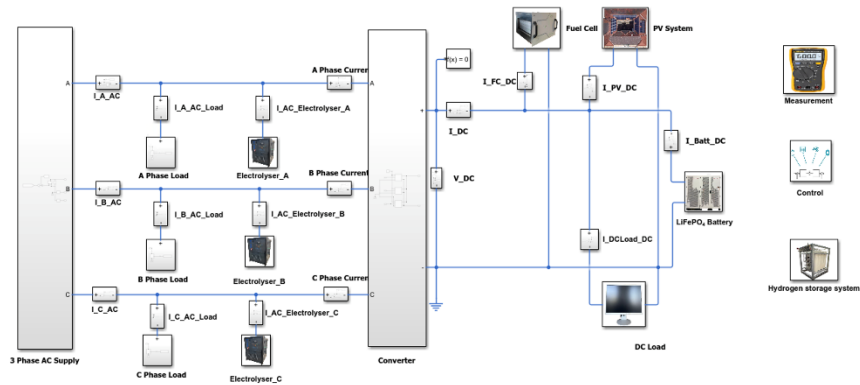 Fuel Cell
PV System
f(x) = 0
A Phase Curren
I_FC_DC
I_PV_DC
A
A
I_A_AC
I_A_AC_Load
I_AC_Electrolyser_A
+
I_DC
Measurement
I_Batt_DC
A Phase Load
Electrolyser_A
B Phase Current
V_DC
B
B
I_B_AC
I_B_AC_Load
I_AC_Electrolyser_B
Control
LiFePO₄ Battery
I_DCLoad_DC
B Phase Load
Electrolyser_B
C Phase Curren
-
C
C
I_C_AC
I_C_AC_Load
I_AC_Electrolyser_C
Hydrogen storage system
DC Load
3 Phase AC Supply
C Phase Load
Electrolyser_C
Converter